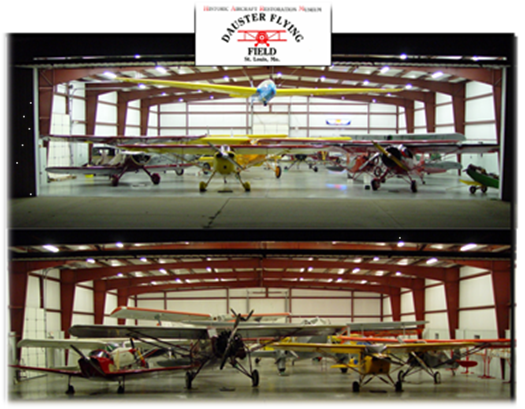 HISTORIC AIRCRAFT RESTORATION MUSEUM
DAUSTER FLYING
FIELD
St. Louis, Mo.